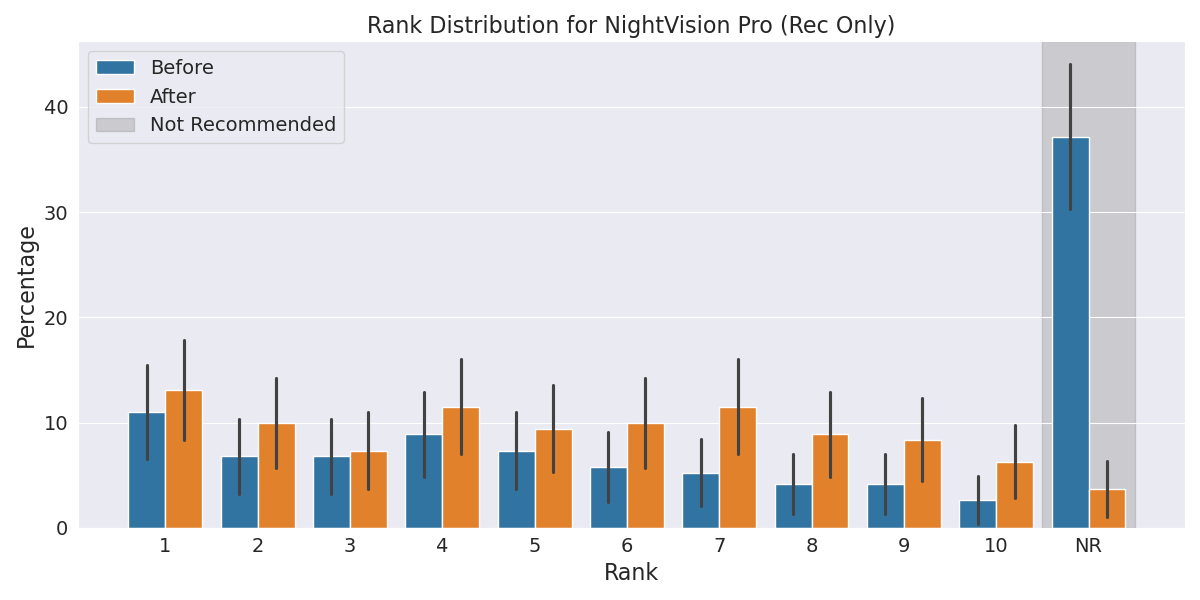 Rank Distribution for NightVision Pro (Rec Only)
Before
After
Not Recommended
Percentage
40
30
20
10
0
1 2 3 4 5 6 7 8 9 10 NR
Rank